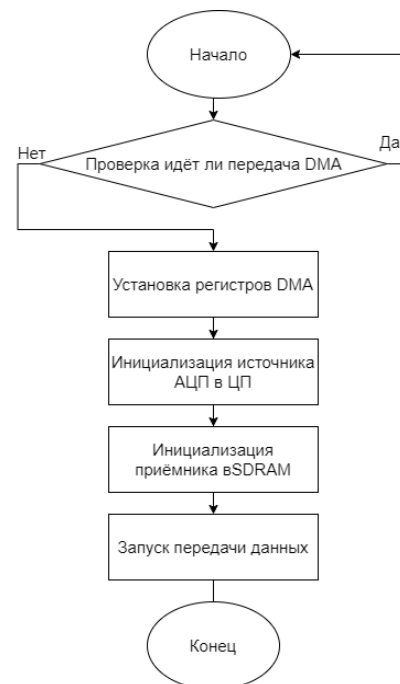 Начало
Нет
Проверка идёт ли передача DMA
Да
Установка регистров DMA
Инициализация источника
АЦП в ЦП
Инициализация
приёмника вSDRAM
Запуск передачи данных
Конец